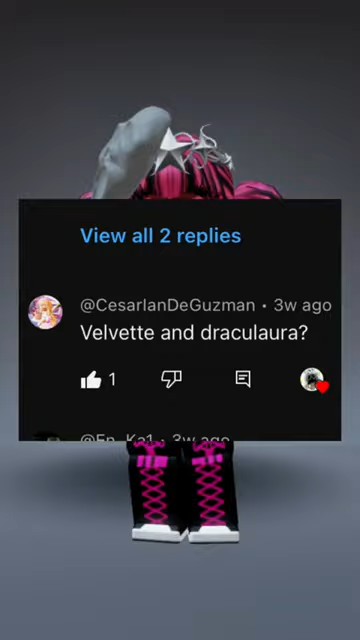 View all 2 replies
@CesarIanDeGuzman • 3w ago
Velvette and draculaura?
1